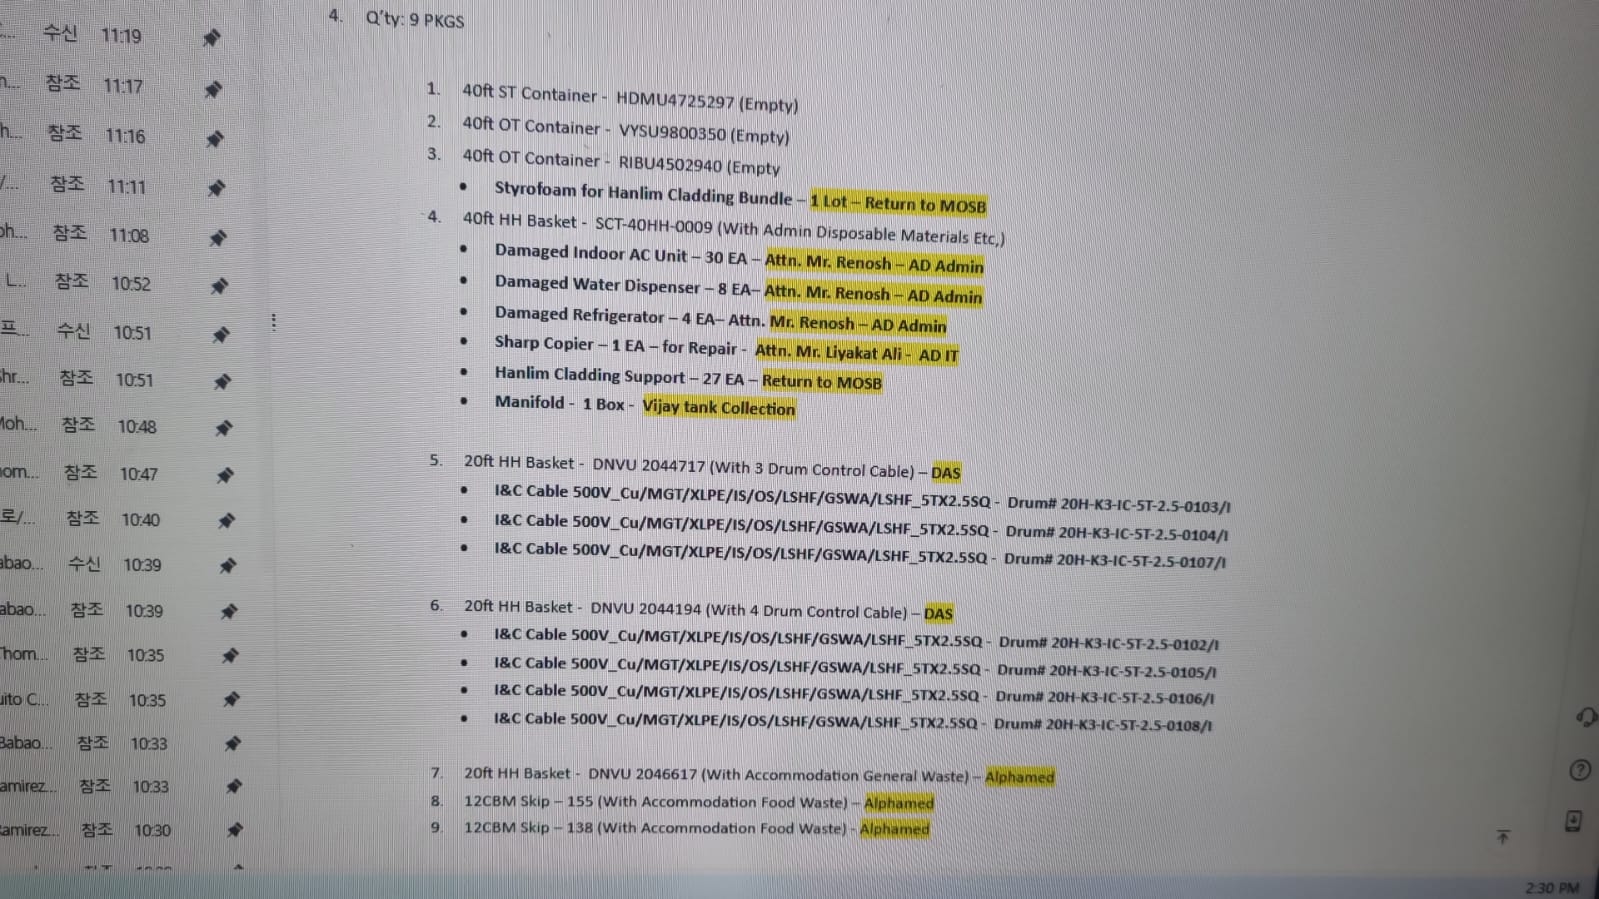 4. Q'ty: 9 PKGS
1. 40ft ST Container - HDMU4725297 (Empty)
2. 40ft OT Container - VYSU9800350 (Empty)
3. 40ft OT Container - RIBU4502940 (Empty
• Styrofoam for Hanlim Cladding Bundle – 1 Lot – Return to MOSB
4. 40ft HH Basket - SCT-40HH-0009 (With Admin Disposable Materials Etc,)
• Damaged Indoor AC Unit – 30 EA – Attn. Mr. Renosh – AD Admin
• Damaged Water Dispenser – 8 EA– Attn. Mr. Renosh – AD Admin
• Damaged Refrigerator – 4 EA– Attn. Mr. Renosh – AD Admin
• Sharp Copier – 1 EA – for Repair - Attn. Mr. Liyakat Ali - AD IT
• Hanlim Cladding Support – 27 EA – Return to MOSB
• Manifold - 1 Box - Vijay tank Collection
5. 20ft HH Basket - DNVU 2044717 (With 3 Drum Control Cable) – DAS
• I&C Cable 500V_Cu/MGT/XLPE/IS/OS/LSHF/GSWA/LSHF_5TX2.5SQ - Drum# 20H-K3-IC-5T-2.5-0103/I
• I&C Cable 500V_Cu/MGT/XLPE/IS/OS/LSHF/GSWA/LSHF_5TX2.5SQ - Drum# 20H-K3-IC-5T-2.5-0104/I
• I&C Cable 500V_Cu/MGT/XLPE/IS/OS/LSHF/GSWA/LSHF_5TX2.5SQ - Drum# 20H-K3-IC-5T-2.5-0107/I
6. 20ft HH Basket - DNVU 2044194 (With 4 Drum Control Cable) – DAS
• I&C Cable 500V_Cu/MGT/XLPE/IS/OS/LSHF/GSWA/LSHF_5TX2.5SQ - Drum# 20H-K3-IC-5T-2.5-0102/I
• I&C Cable 500V_Cu/MGT/XLPE/IS/OS/LSHF/GSWA/LSHF_5TX2.5SQ - Drum# 20H-K3-IC-5T-2.5-0105/I
• I&C Cable 500V_Cu/MGT/XLPE/IS/OS/LSHF/GSWA/LSHF_5TX2.5SQ - Drum# 20H-K3-IC-5T-2.5-0106/I
• I&C Cable 500V_Cu/MGT/XLPE/IS/OS/LSHF/GSWA/LSHF_5TX2.5SQ - Drum# 20H-K3-IC-5T-2.5-0108/I
7. 20ft HH Basket - DNVU 2046617 (With Accommodation General Waste) – Alphamed
8. 12CBM Skip – 155 (With Accommodation Food Waste) – Alphamed
9. 12CBM Skip – 138 (With Accommodation Food Waste) - Alphamed
수신 11:19
참조 11:17
참조 11:16
참조 11:11
참조 11:08
L... 참조 10:52
프... 수신 10:51
참조 10:51
참조 10:48
참조 10:47
로/... 참조 10:40
수신 10:39
참조 10:39
참조 10:35
참조 10:35
참조 10:33
참조 10:33
참조 10:30
2:30 PM